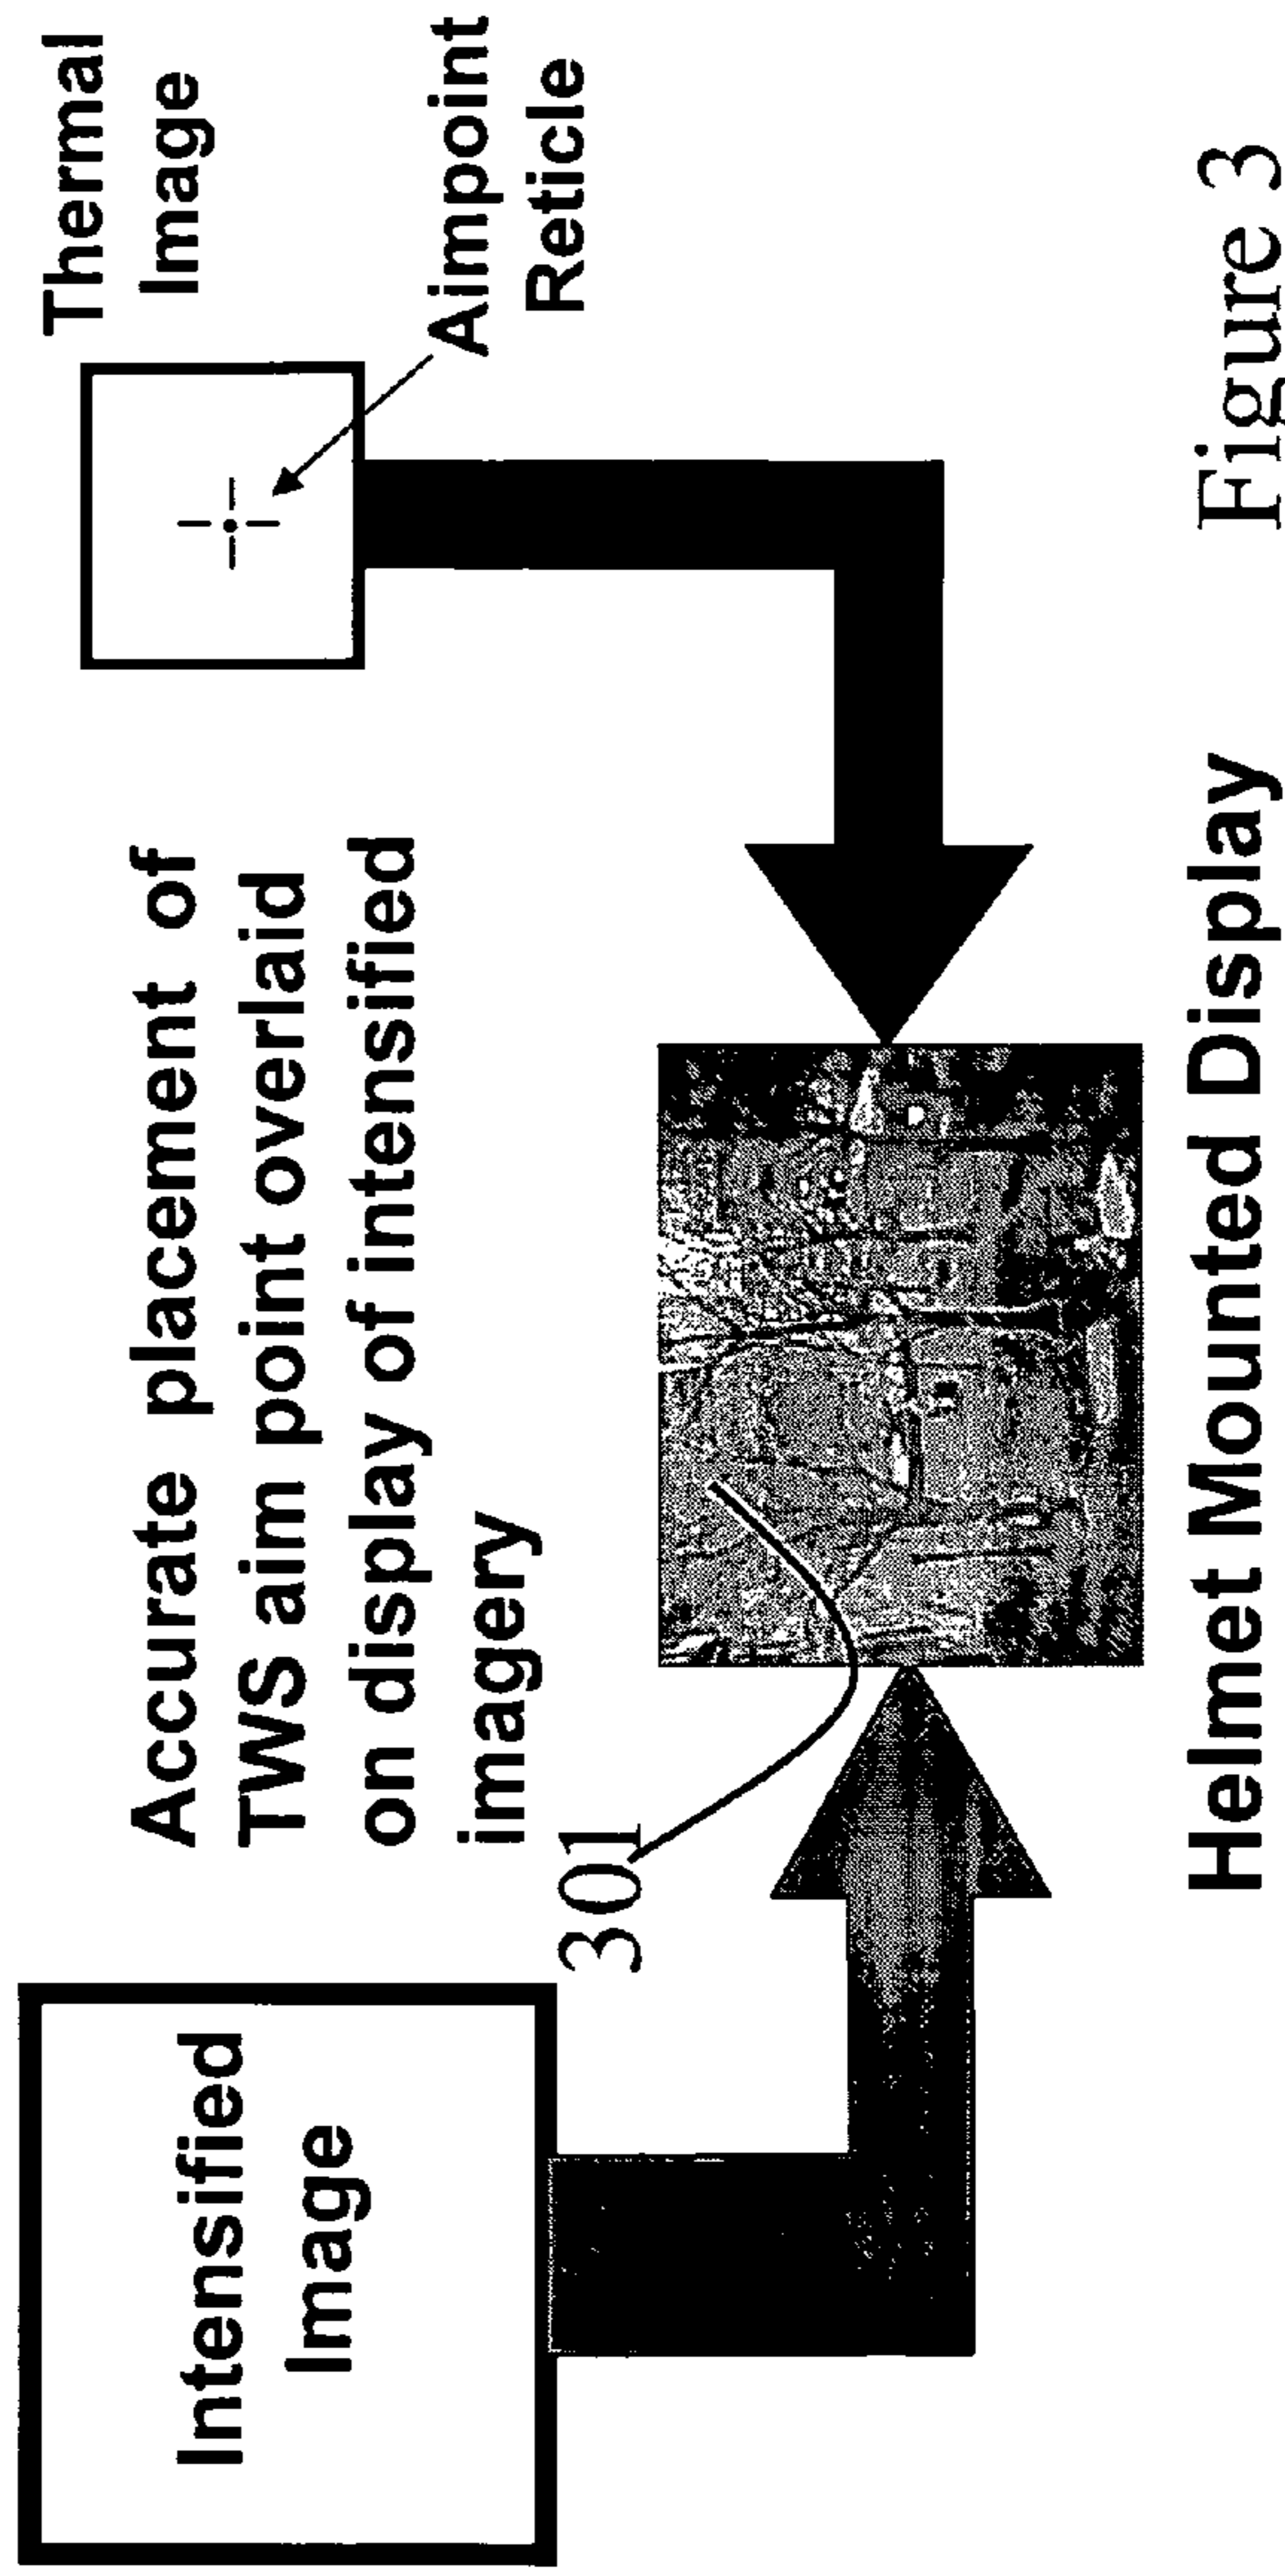 Intensified
Image
Accurate placement of
TWS aim point overlaid
on display of intensified
imagery
Thermal
Image
Aimpoint
Reticle
301
Helmet Mounted Display
Figure 3